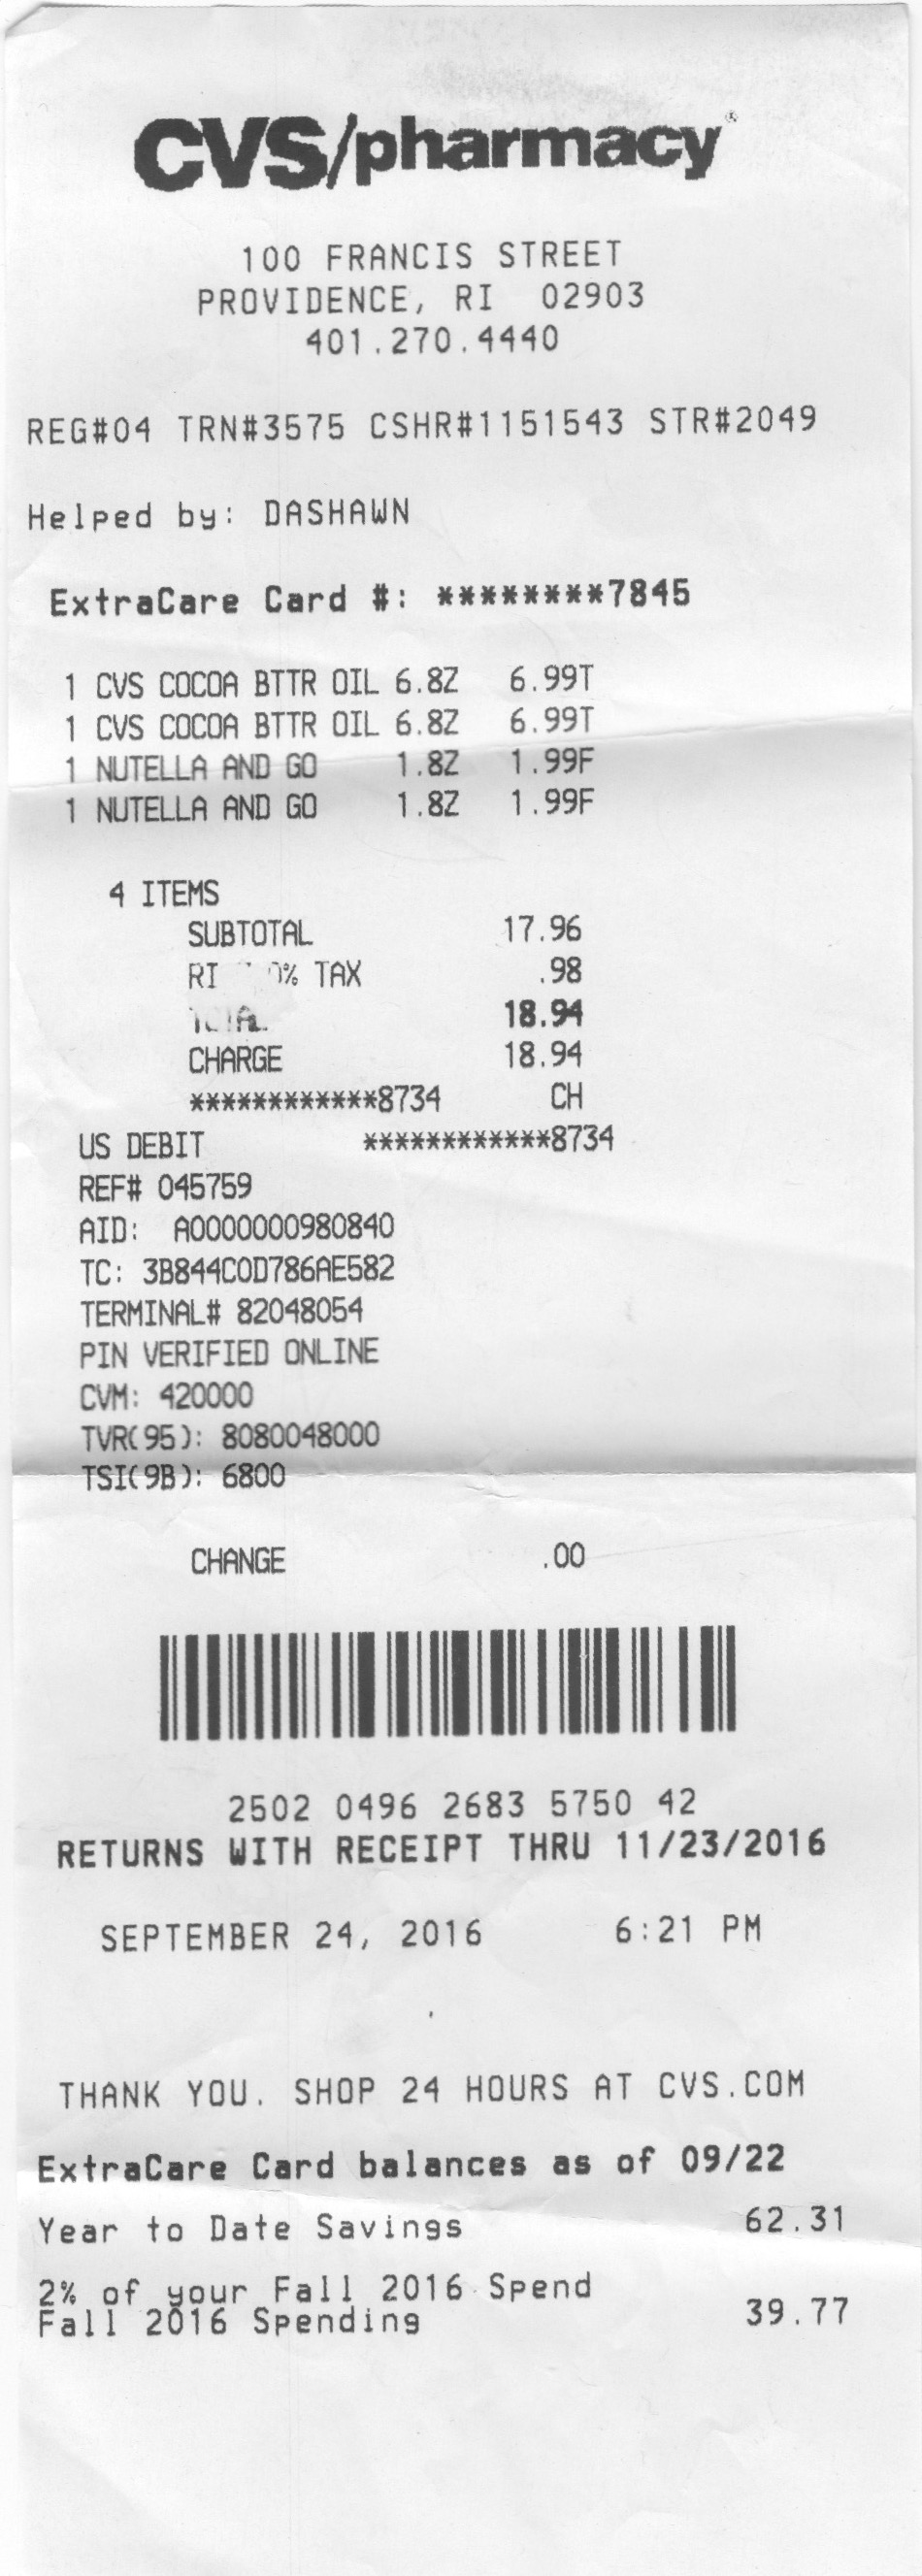 CVS/pharmacy®
100 FRANCIS STREET
PROVIDENCE, RI 02903
401.270.4440
REG#04 TRN#3575 CSHR#1151543 STR#2049
Helped by: DASHAWN
ExtraCare Card #: ********7845
1 CVS COCOA BTTR OIL 6.8Z 6.99T
1 CVS COCOA BTTR OIL 6.8Z 6.99T
1 NUTELLA AND GO 1.8Z 1.99F
1 NUTELLA AND GO 1.8Z 1.99F
4 ITEMS
SUBTOTAL 17.96
RI TAX .98
TOTAL 18.94
CHARGE 18.94
************8734 CH
US DEBIT ************8734
REF# 045759
AID: A0000000980840
TC: 3B844C0D786AE582
TERMINAL# 82048054
PIN VERIFIED ONLINE
CVM: 420000
TVR(95): 8080048000
TSI(9B): 6800
CHANGE .00
2502 0496 2683 5750 42
RETURNS WITH RECEIPT THRU 11/23/2016
SEPTEMBER 24, 2016 6:21 PM
THANK YOU. SHOP 24 HOURS AT CVS.COM
ExtraCare Card balances as of 09/22
Year to Date Savings 62.31
2% of your Fall 2016 Spend
Fall 2016 Spending 39.77